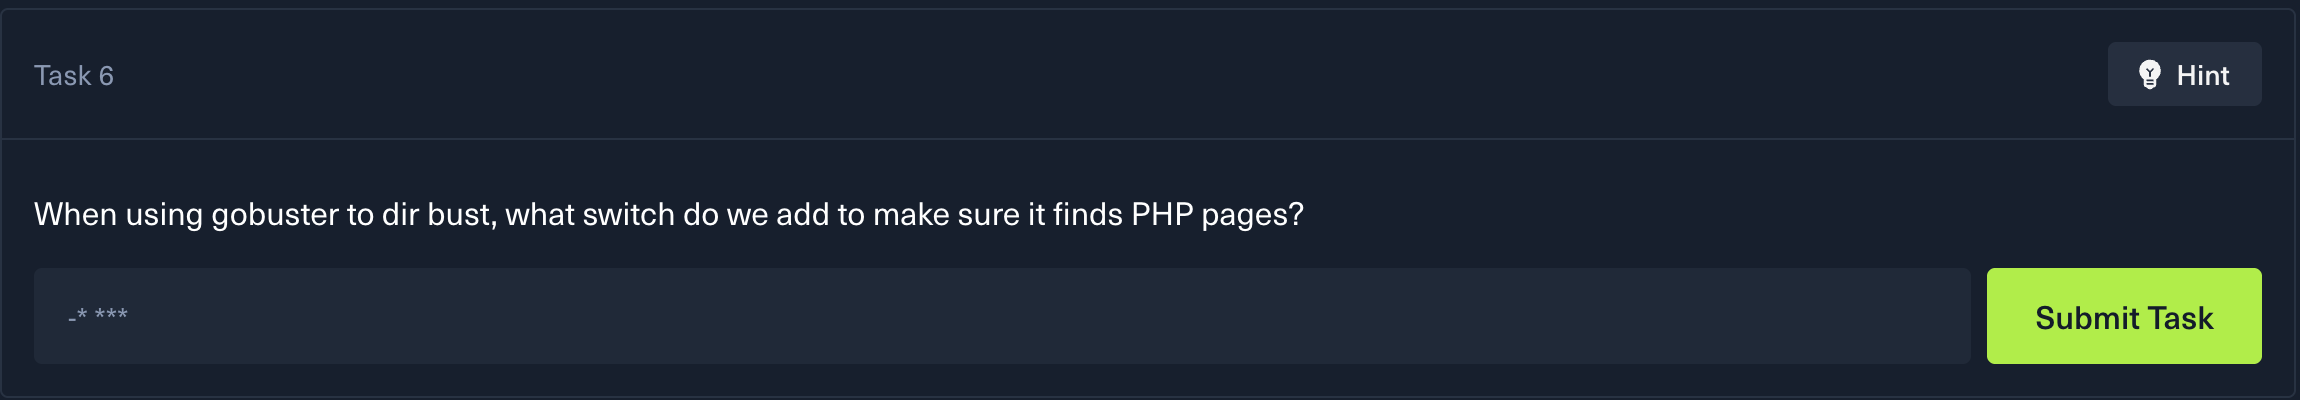 Task 6
Hint
When using gobuster to dir bust, what switch do we add to make sure it finds PHP pages?
-* ***
Submit Task